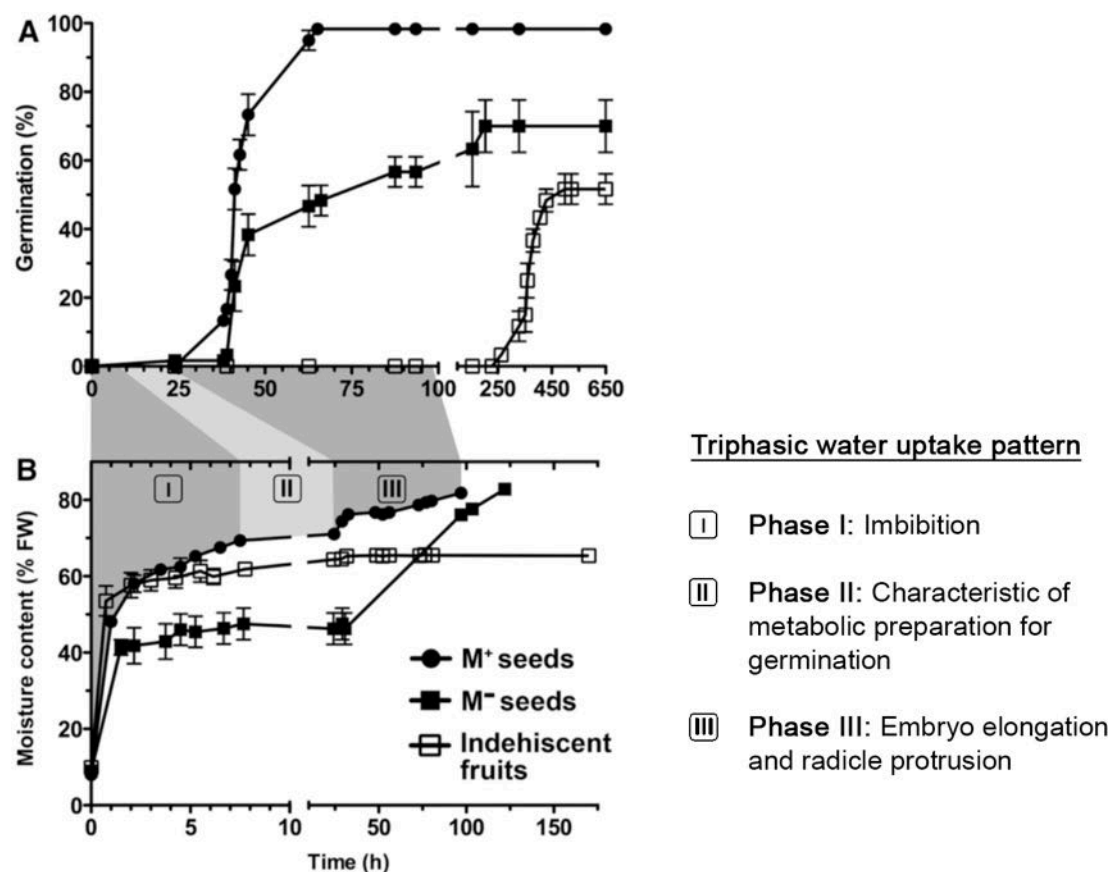 A
Germination (%)
100
80
60
40
20
0
0 25 50 75 100 250 450 650
B
Moisture content (% FW)
80
60
40
20
0
I II III
M⁺ seeds
M⁻ seeds
Indehiscent
fruits
0 5 10 50 100 150
Time (h)
Triphasic water uptake pattern
I Phase I: Imbibition
II Phase II: Characteristic of
metabolic preparation for
germination
III Phase III: Embryo elongation
and radicle protrusion